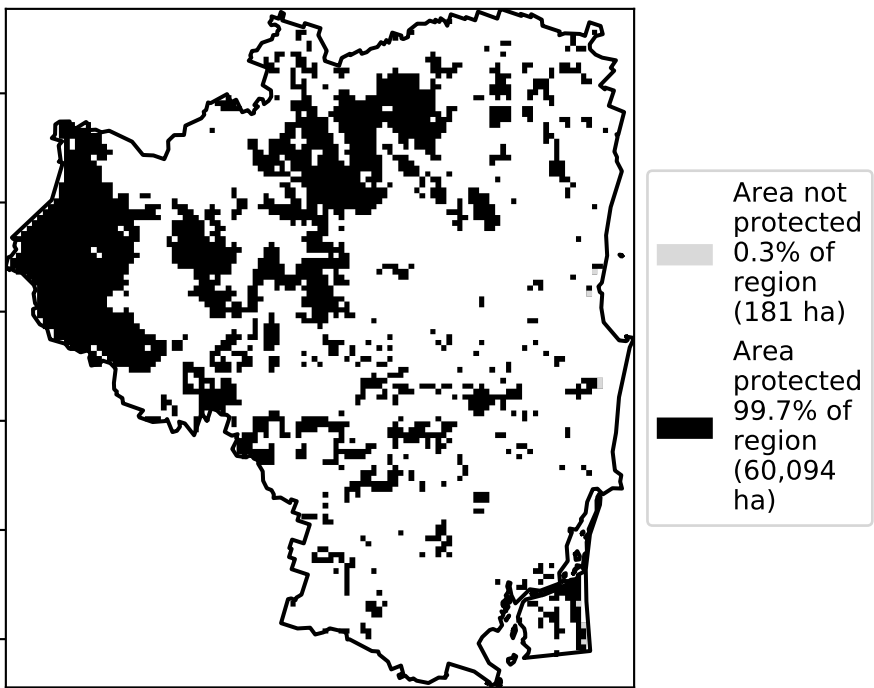 Area not
protected
0.3% of
region
(181 ha)
Area
protected
99.7% of
region
(60,094
ha)